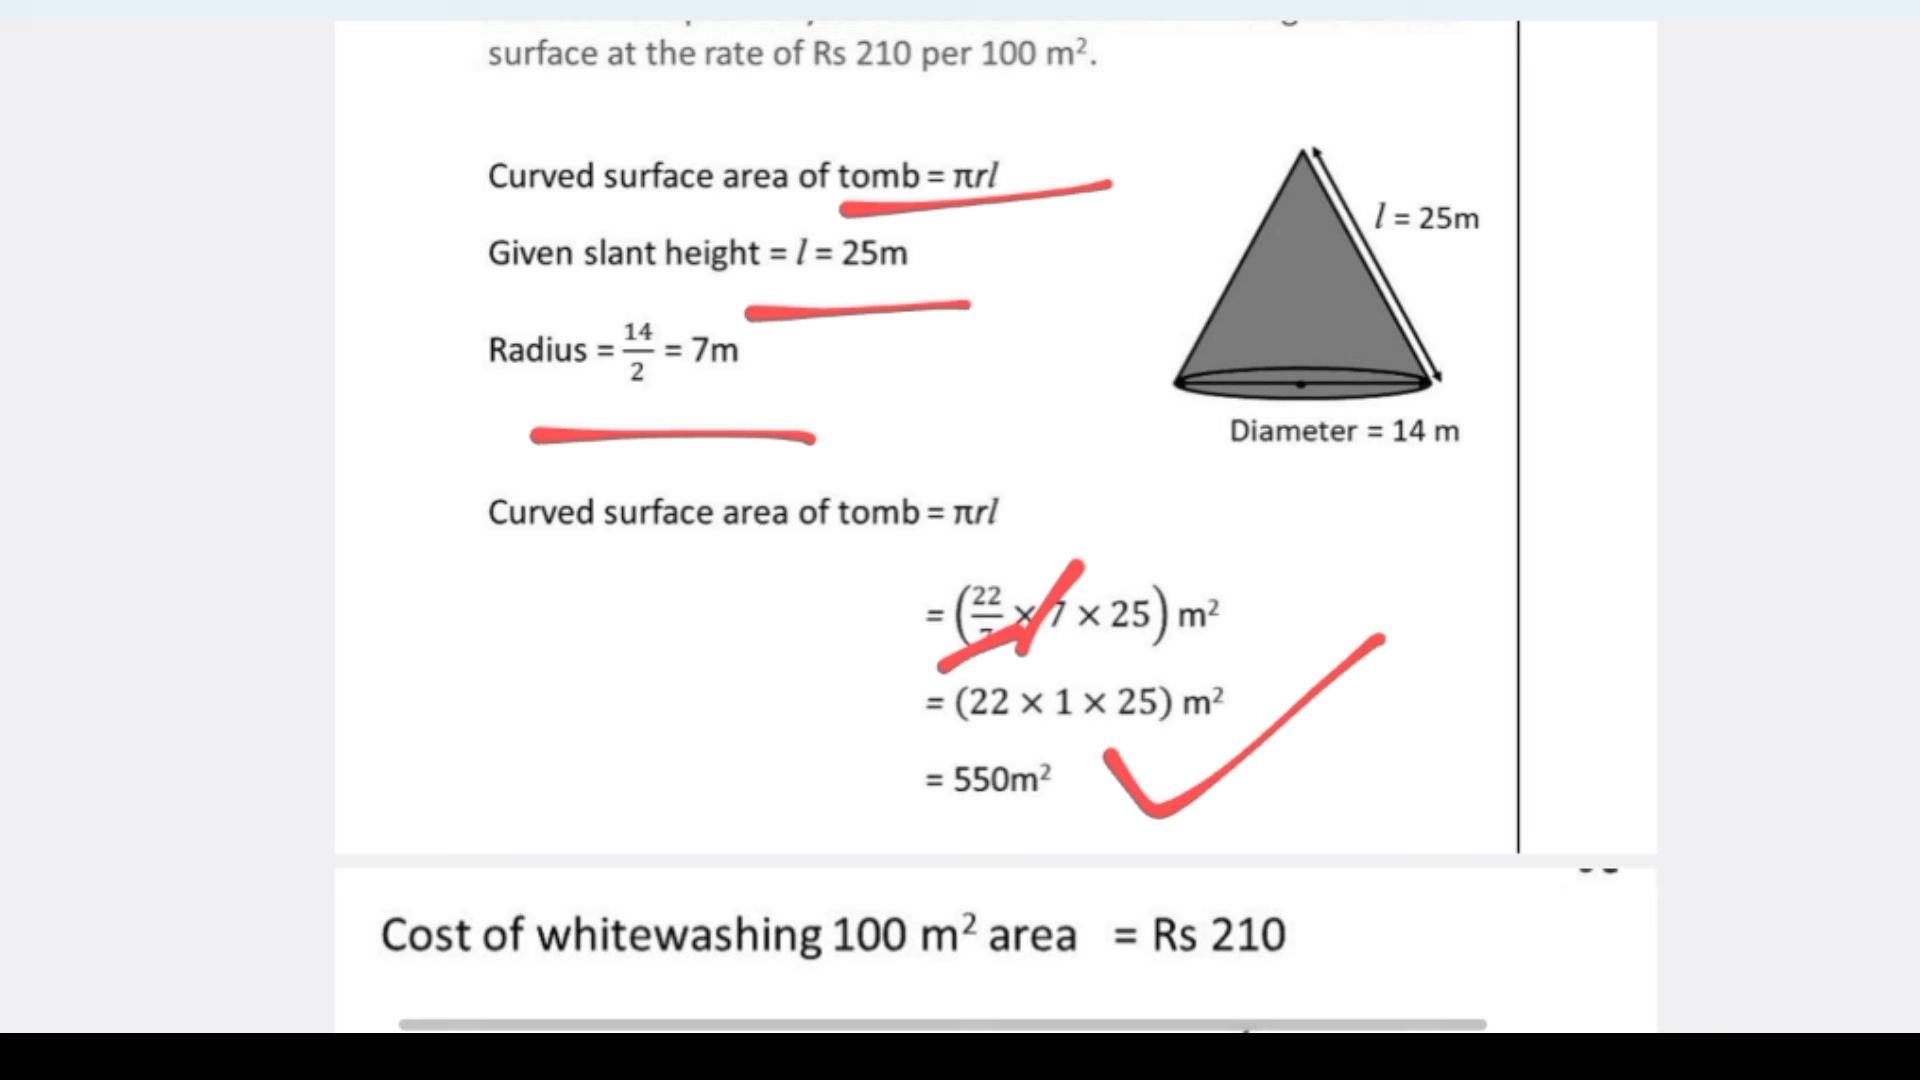 surface at the rate of Rs 210 per 100 m².
Curved surface area of tomb = πrl
l = 25m
Given slant height = l = 25m
Radius = 14/2 = 7m
Diameter = 14 m
Curved surface area of tomb = πrl
= (22/7 × 7 × 25) m²
= (22 × 1 × 25) m²
= 550m²
Cost of whitewashing 100 m² area = Rs 210